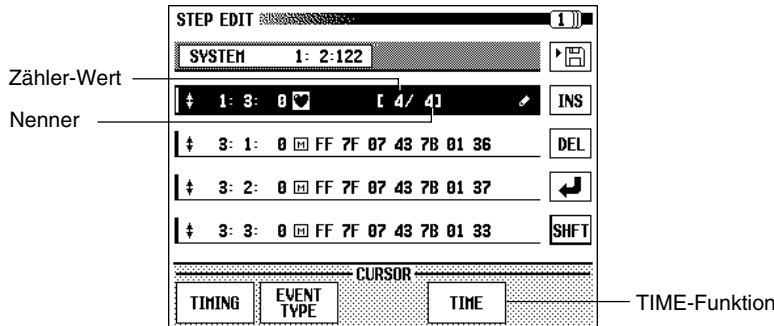 STEP EDIT 1
SYSTEM 1: 2:122
Zähler-Wert
1: 3: 0 [ 4/ 4] INS
Nenner
3: 1: 0 M FF 7F 07 43 7B 01 36 DEL
3: 2: 0 M FF 7F 07 43 7B 01 37
3: 3: 0 M FF 7F 07 43 7B 01 33 SHFT
CURSOR
TIMING EVENT TYPE TIME TIME-Funktion